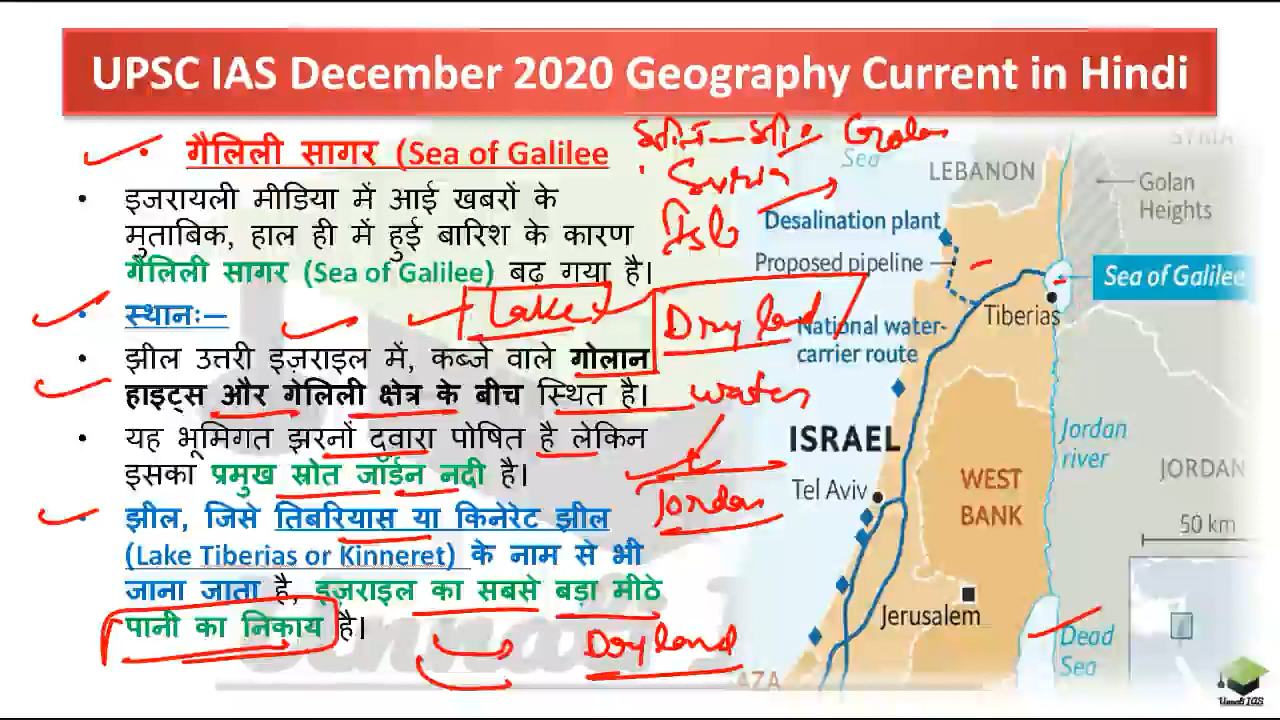 UPSC IAS December 2020 Geography Current in Hindi
• गैलिली सागर (Sea of Galilee
• इजरायली मीडिया में आई खबरों के
मुताबिक, हाल ही में हुई बारिश के कारण
गैलिली सागर (Sea of Galilee) बढ़ गया है।
• स्थानः—
• झील उत्तरी इज़राइल में, कब्जे वाले गोलान
हाइट्स और गेलिली क्षेत्र के बीच स्थित है।
• यह भूमिगत झरनों द्वारा पोषित है लेकिन
इसका प्रमुख स्रोत जॉर्डन नदी है।
• झील, जिसे तिबरियास या किनेरेट झील
(Lake Tiberias or Kinneret) के नाम से भी
जाना जाता है, इज़राइल का सबसे बड़ा मीठे
पानी का निकाय है।
Golan
Syria
Lake
Dry land
water
Jordan
Dry land
Sea
SYRIA
LEBANON
Golan
Heights
Desalination plant
Proposed pipeline
Sea of Galilee
Tiberias
National water-
carrier route
ISRAEL
Jordan
river
Tel Aviv
WEST
BANK
JORDAN
50 km
Jerusalem
Dead
Sea
AZA
Unnati IAS